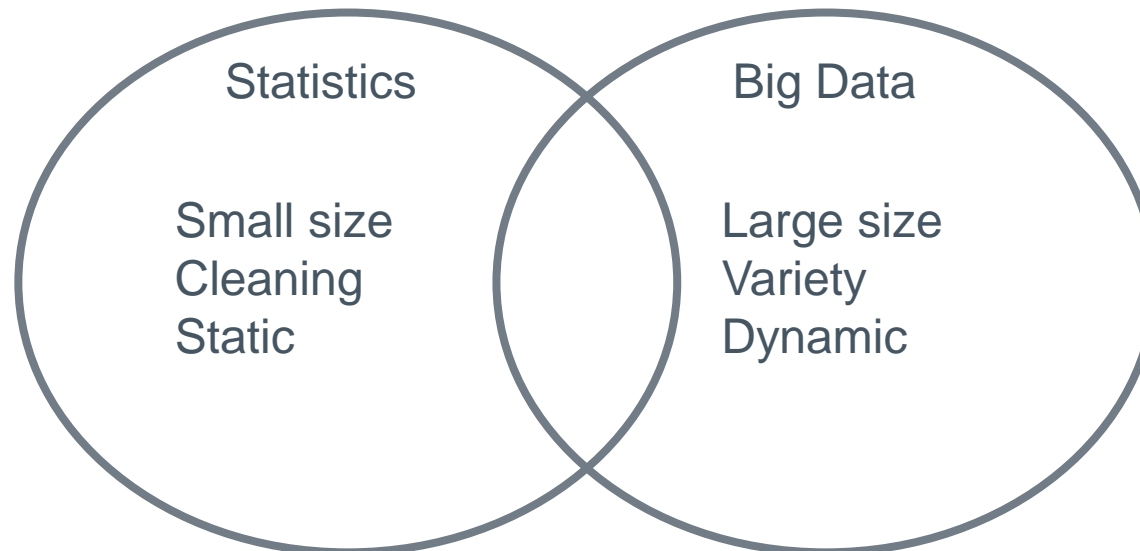 Statistics
Small size
Cleaning
Static
Big Data
Large size
Variety
Dynamic